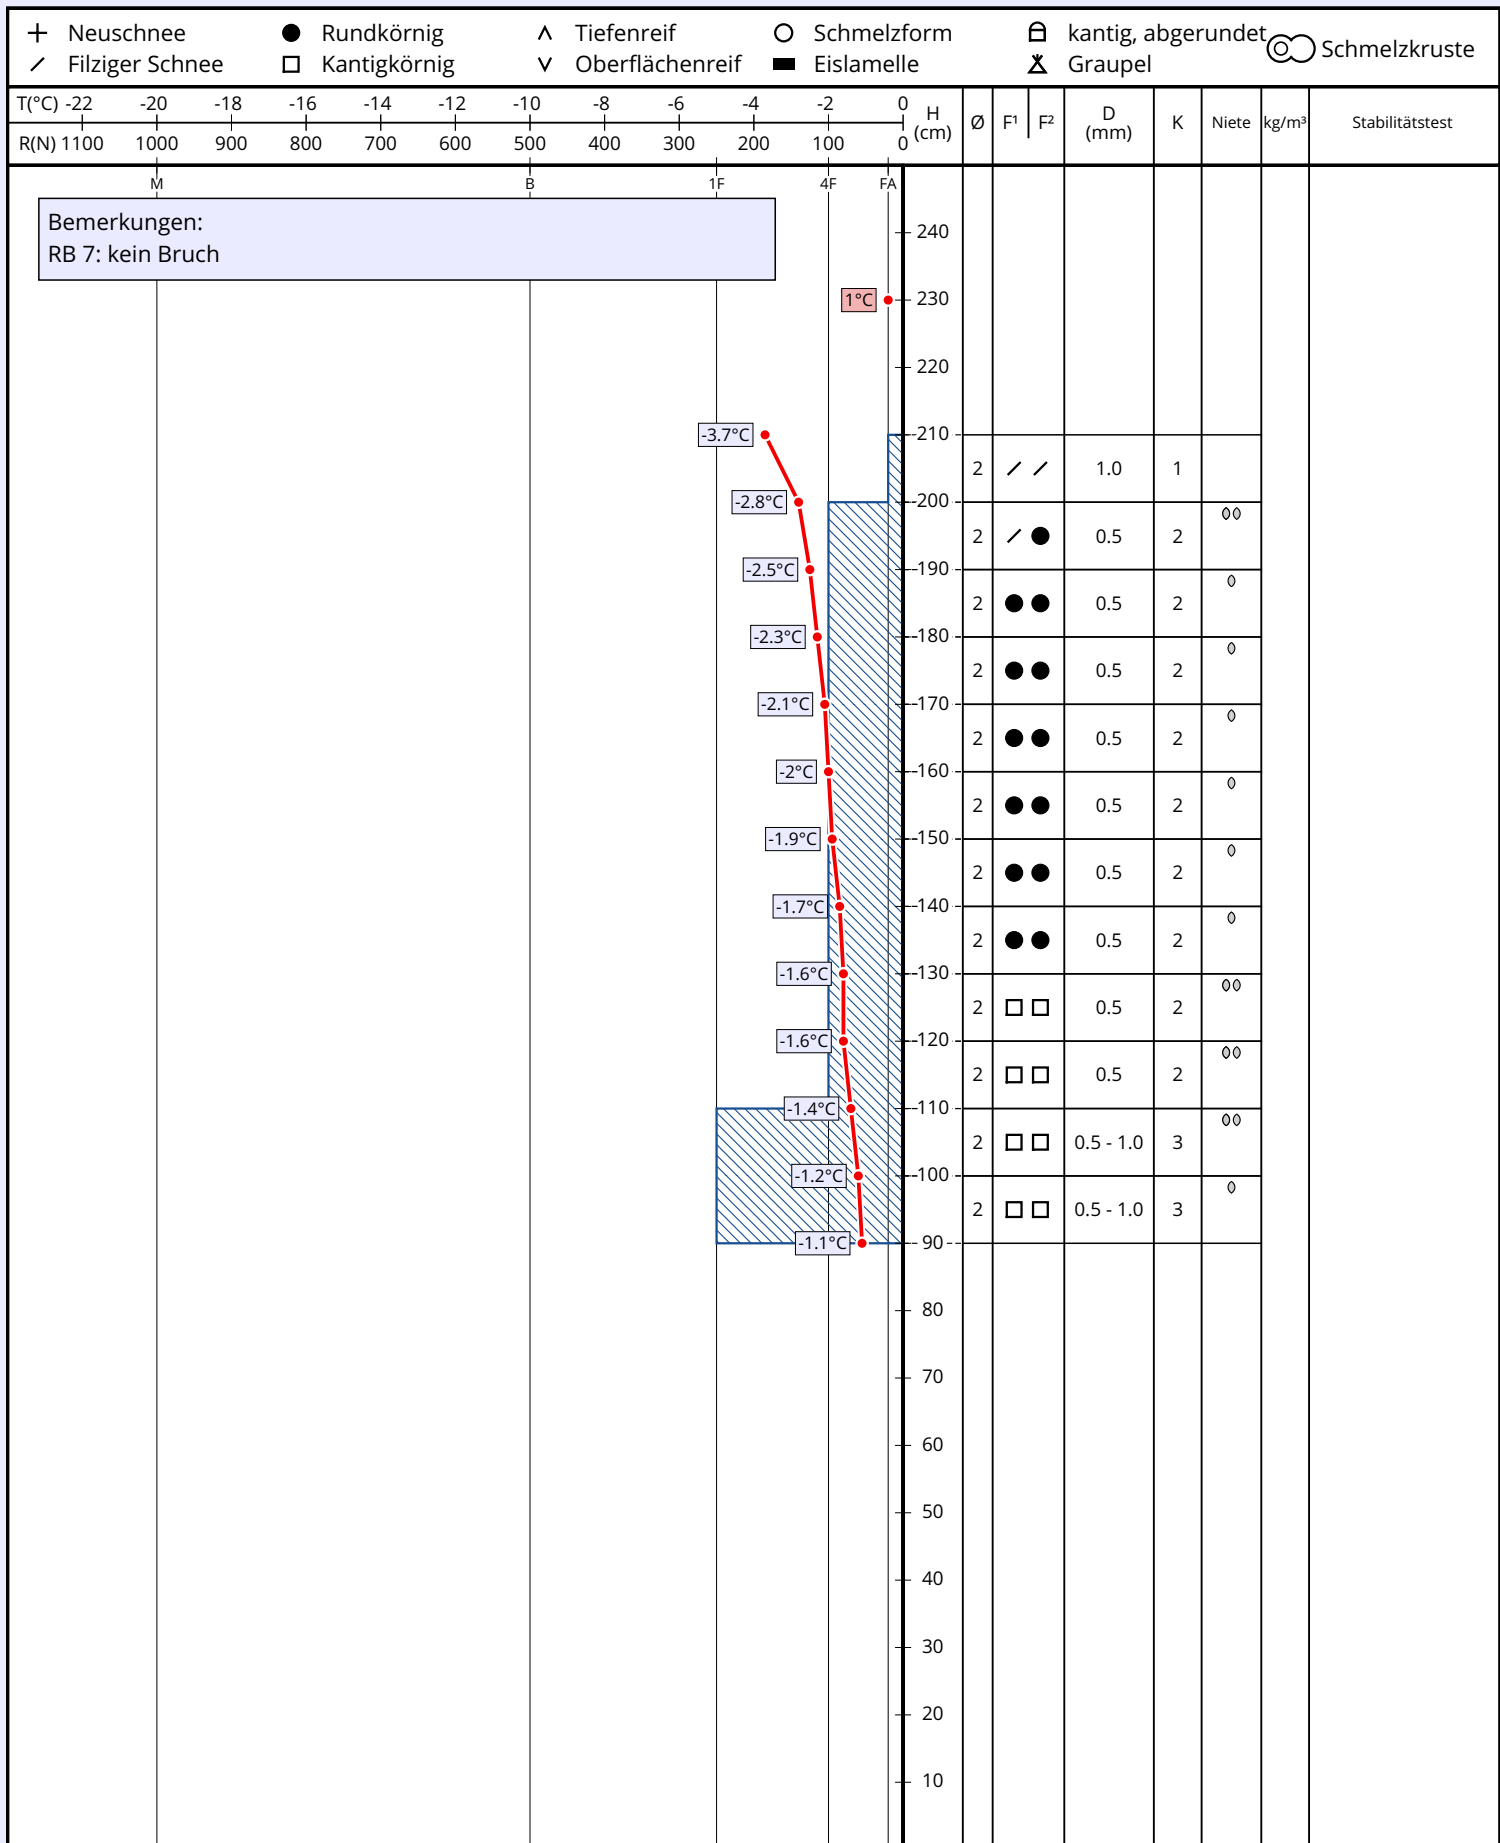 Neuschnee Rundkörnig Tiefenreif Schmelzform kantig, abgerundet Schmelzkruste
Filziger Schnee Kantigkörnig Oberflächenreif Eislamelle Graupel
T(°C) -22 -20 -18 -16 -14 -12 -10 -8 -6 -4 -2 0 H (cm) Ø F¹ F² D (mm) K Niete kg/m³ Stabilitätstest
R(N) 1100 1000 900 800 700 600 500 400 300 200 100 0
M B 1F 4F FA
Bemerkungen:
RB 7: kein Bruch
240
1°C 230
220
-3.7°C 210
2 1.0 1
-2.8°C 200
2 0.5 2
-2.5°C 190
2 0.5 2
-2.3°C 180
2 0.5 2
-2.1°C 170
2 0.5 2
-2°C 160
2 0.5 2
-1.9°C 150
2 0.5 2
-1.7°C 140
2 0.5 2
-1.6°C 130
2 0.5 2
-1.6°C 120
2 0.5 2
-1.4°C 110
2 0.5 - 1.0 3
-1.2°C 100
2 0.5 - 1.0 3
-1.1°C 90
80
70
60
50
40
30
20
10